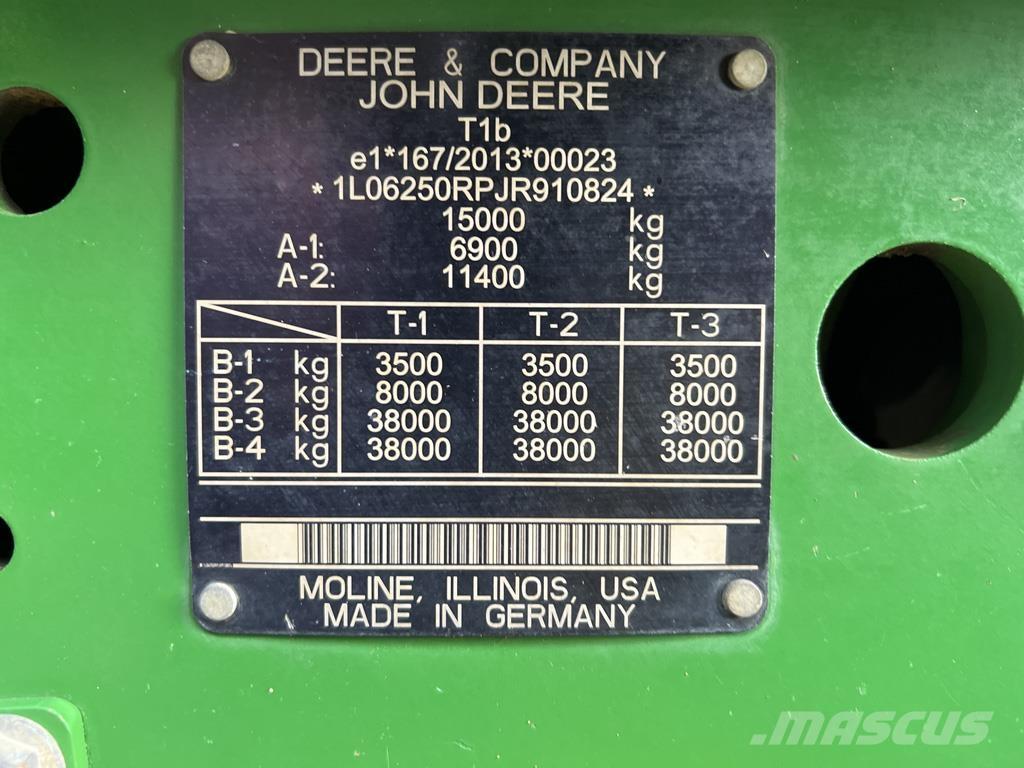 DEERE & COMPANY
JOHN DEERE
T1b
e1*167/2013*00023
* 1L06250RPJR910824 *
15000 kg
A-1: 6900 kg
A-2: 11400 kg
T-1 T-2 T-3
B-1 kg 3500 3500 3500
B-2 kg 8000 8000 8000
B-3 kg 38000 38000 38000
B-4 kg 38000 38000 38000
MOLINE, ILLINOIS, USA
MADE IN GERMANY
MASCUS